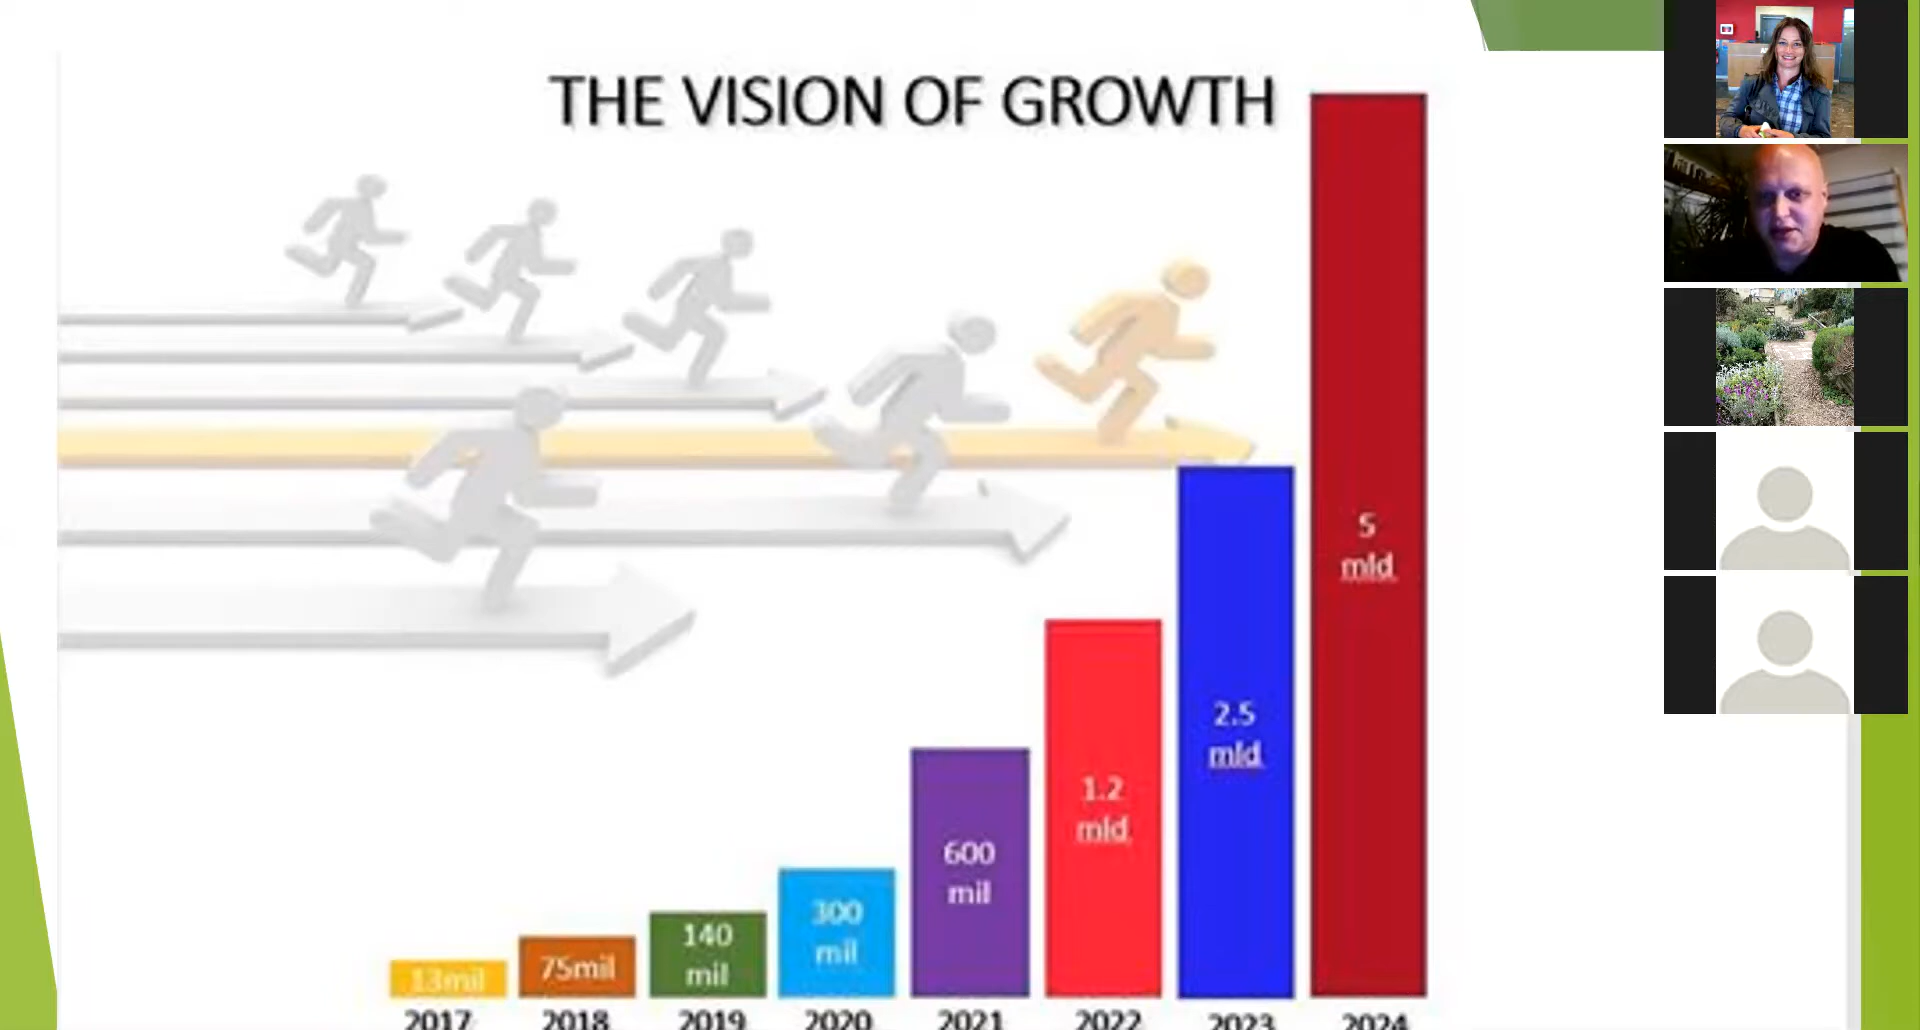 THE VISION OF GROWTH
5
mld
2.5
mld
1.2
mld
600
mil
300
mil
140
mil
75mil
13mil
2017 2018 2019 2020 2021 2022 2023 2024